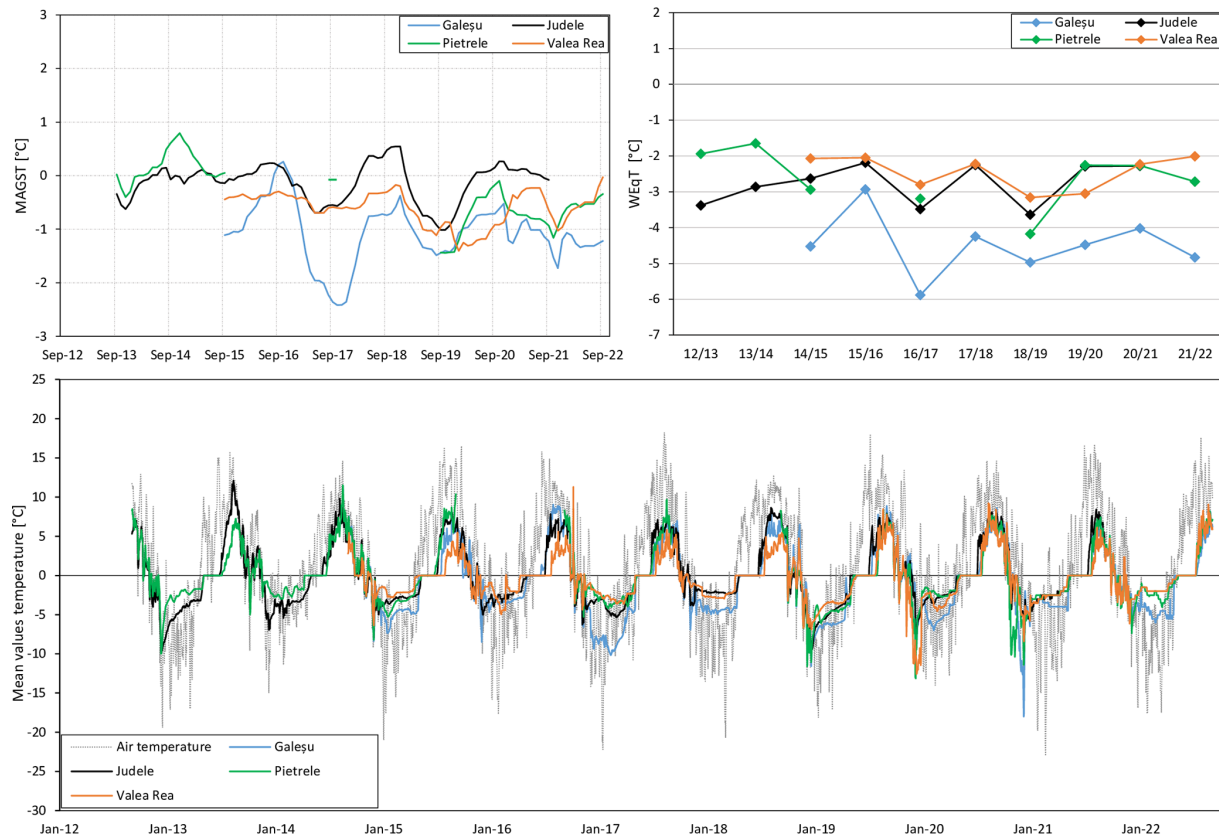 3
2
1
0
-1
-2
-3
MAGST [°C]
Galeșu Judele
Pietrele Valea Rea
Sep-12 Sep-13 Sep-14 Sep-15 Sep-16 Sep-17 Sep-18 Sep-19 Sep-20 Sep-21 Sep-22
2
1
0
-1
-2
-3
-4
-5
-6
-7
WEqT [°C]
Galeșu Judele
Pietrele Valea Rea
12/13 13/14 14/15 15/16 16/17 17/18 18/19 19/20 20/21 21/22
25
20
15
10
5
0
-5
-10
-15
-20
-25
-30
Mean values temperature [°C]
Air temperature Galeșu
Judele Pietrele
Valea Rea
Jan-12 Jan-13 Jan-14 Jan-15 Jan-16 Jan-17 Jan-18 Jan-19 Jan-20 Jan-21 Jan-22